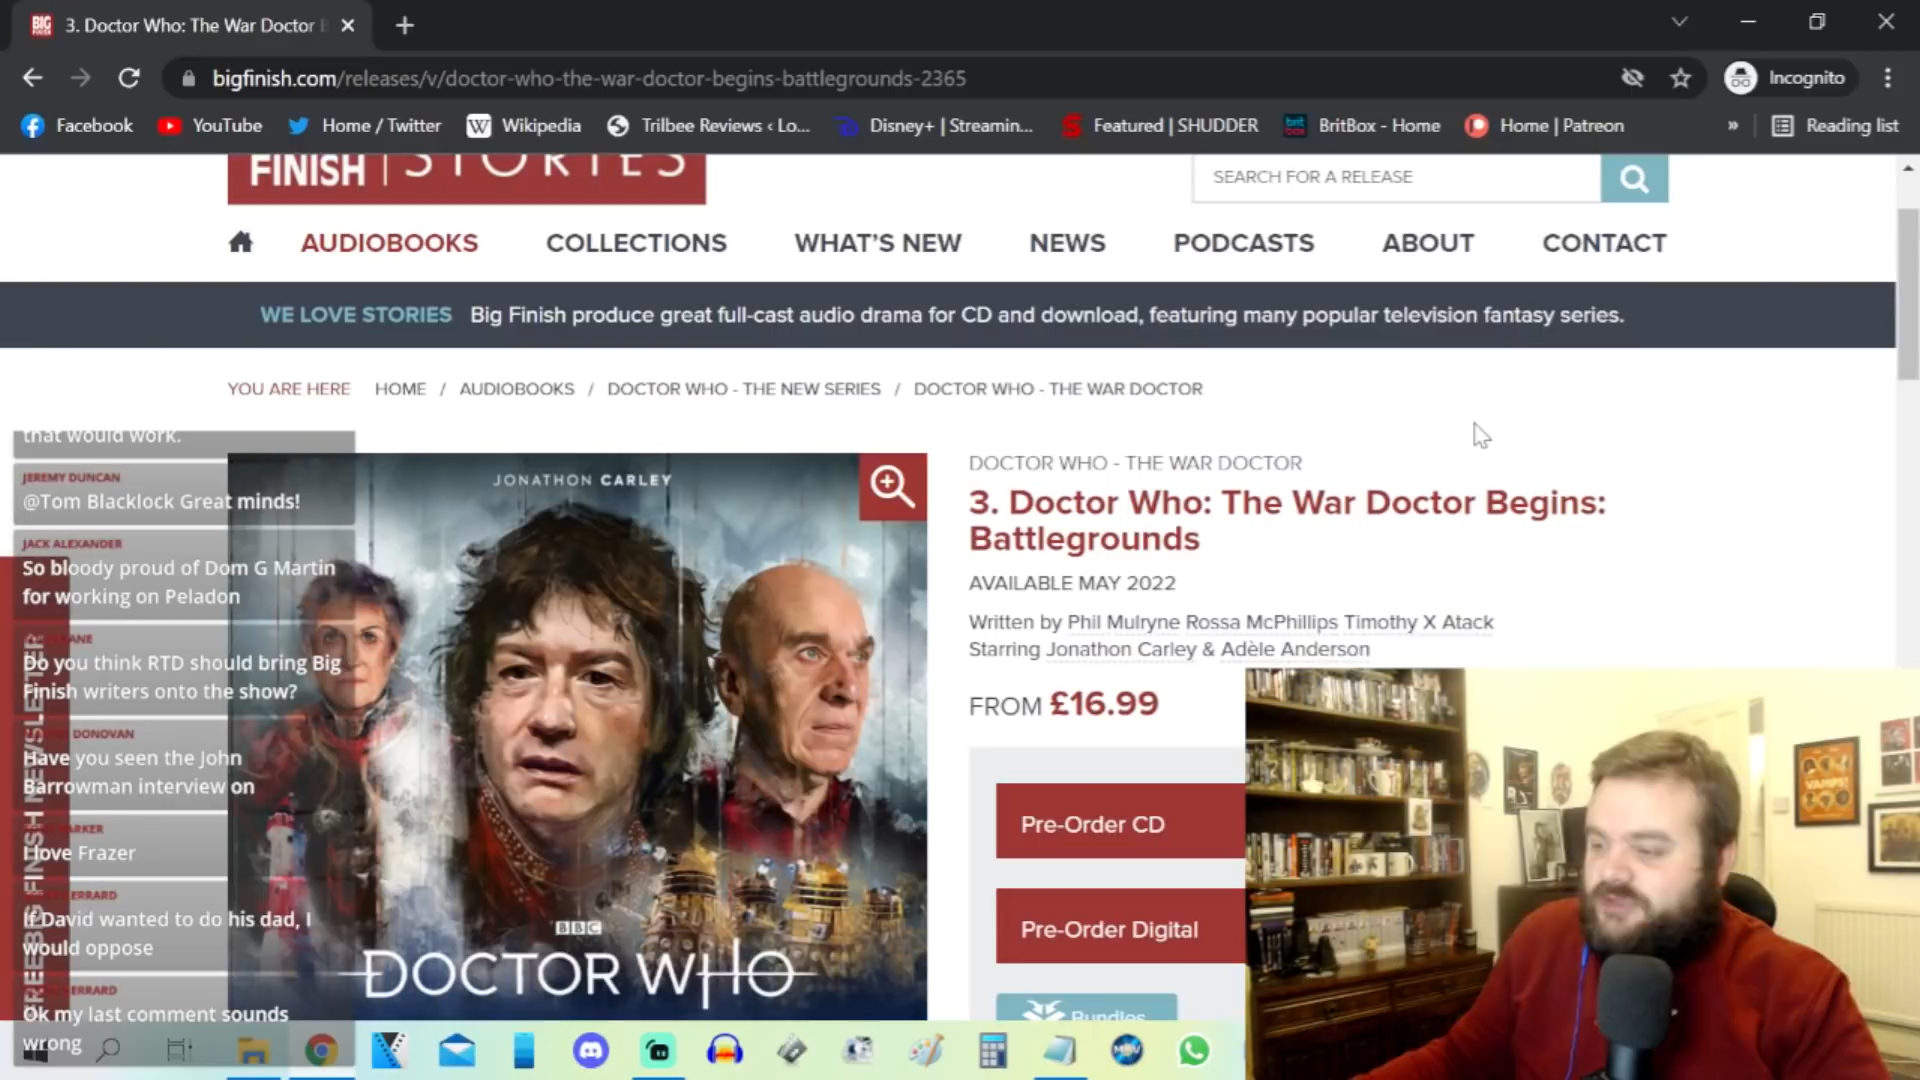 3. Doctor Who: The War Doctor B
bigfinish.com/releases/v/doctor-who-the-war-doctor-begins-battlegrounds-2365
Incognito
Facebook
YouTube
Home / Twitter
Wikipedia
Trilbee Reviews ‹ Lo...
Disney+ | Streamin...
Featured | SHUDDER
BritBox - Home
Home | Patreon
»
Reading list
FINISH | STORIES
SEARCH FOR A RELEASE
AUDIOBOOKS
COLLECTIONS
WHAT'S NEW
NEWS
PODCASTS
ABOUT
CONTACT
WE LOVE STORIES Big Finish produce great full-cast audio drama for CD and download, featuring many popular television fantasy series.
YOU ARE HERE HOME / AUDIOBOOKS / DOCTOR WHO - THE NEW SERIES / DOCTOR WHO - THE WAR DOCTOR
that would work.
JEREMY DUNCAN
@Tom Blacklock Great minds!
JACK ALEXANDER
So bloody proud of Dom G Martin
for working on Peladon
Do you think RTD should bring Big
Finish writers onto the show?
DONOVAN
Have you seen the John
Barrowman interview on
I love Frazer
If David wanted to do his dad, I
would oppose
Ok my last comment sounds
wrong
FREE BIG FINISH NEWSLETTER
JONATHON CARLEY
BBC
DOCTOR WHO
DOCTOR WHO - THE WAR DOCTOR
3. Doctor Who: The War Doctor Begins:
Battlegrounds
AVAILABLE MAY 2022
Written by Phil Mulryne Rossa McPhillips Timothy X Atack
Starring Jonathon Carley & Adèle Anderson
FROM £16.99
Pre-Order CD
Pre-Order Digital
Bundles
VAMPS!